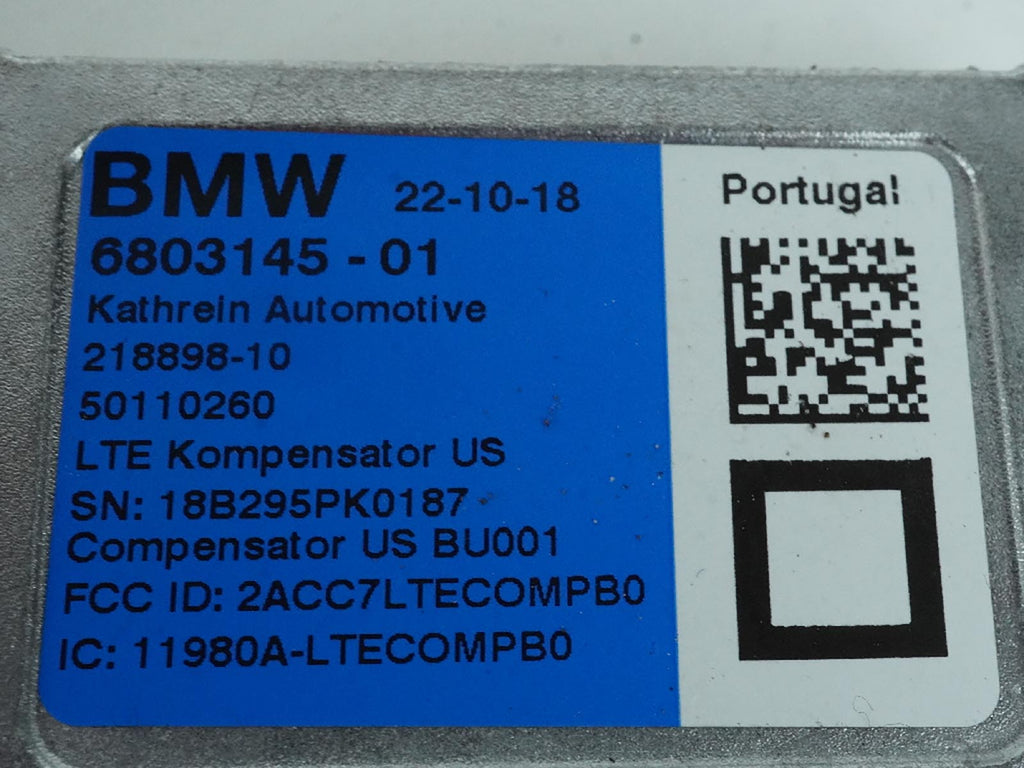 BMW 22-10-18
6803145 - 01
Kathrein Automotive
218898-10
50110260
LTE Kompensator US
SN: 18B295PK0187
Compensator US BU001
FCC ID: 2ACC7LTECOMPB0
IC: 11980A-LTECOMPB0
Portugal